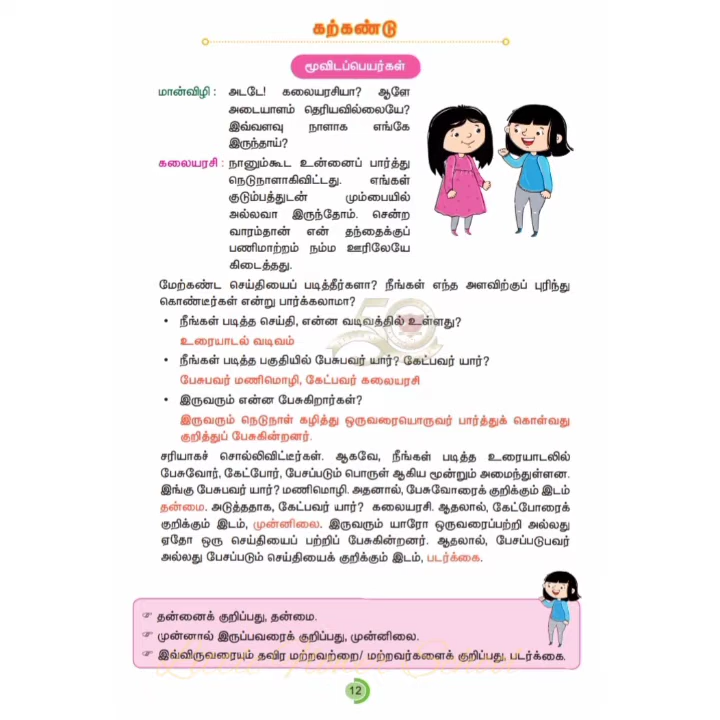 கற்கண்டு
மூவிடப்பெயர்கள்
மான்விழி : அடடே! கலையரசியா? ஆளே
அடையாளம் தெரியவில்லையே?
இவ்வளவு நாளாக எங்கே
இருந்தாய்?
கலையரசி : நானும்கூட உன்னைப் பார்த்து
நெடுநாளாகிவிட்டது. எங்கள்
குடும்பத்துடன் மும்பையில்
அல்லவா இருந்தோம். சென்ற
வாரம்தான் என் தந்தைக்குப்
பணிமாற்றம் நம்ம ஊரிலேயே
கிடைத்தது.
மேற்கண்ட செய்தியைப் படித்தீர்களா? நீங்கள் எந்த அளவிற்குப் புரிந்து
கொண்டீர்கள் என்று பார்க்கலாமா?
• நீங்கள் படித்த செய்தி, என்ன வடிவத்தில் உள்ளது?
உரையாடல் வடிவம்
• நீங்கள் படித்த பகுதியில் பேசுபவர் யார்? கேட்பவர் யார்?
பேசுபவர் மணிமொழி, கேட்பவர் கலையரசி
• இருவரும் என்ன பேசுகிறார்கள்?
இருவரும் நெடுநாள் கழித்து ஒருவரையொருவர் பார்த்துக் கொள்வது
குறித்துப் பேசுகின்றனர்.
சரியாகச் சொல்லிவிட்டீர்கள். ஆகவே, நீங்கள் படித்த உரையாடலில்
பேசுவோர், கேட்போர், பேசப்படும் பொருள் ஆகிய மூன்றும் அமைந்துள்ளன.
இங்கு பேசுபவர் யார்? மணிமொழி. அதனால், பேசுவோரைக் குறிக்கும் இடம்
தன்மை. அடுத்ததாக, கேட்பவர் யார்? கலையரசி. ஆதலால், கேட்போரைக்
குறிக்கும் இடம், முன்னிலை. இருவரும் யாரோ ஒருவரைப்பற்றி அல்லது
ஏதோ ஒரு செய்தியைப் பற்றிப் பேசுகின்றனர். ஆதலால், பேசப்படுபவர்
அல்லது பேசப்படும் செய்தியைக் குறிக்கும் இடம், படர்க்கை.
☞ தன்னைக் குறிப்பது, தன்மை.
☞ முன்னால் இருப்பவரைக் குறிப்பது, முன்னிலை.
☞ இவ்விருவரையும் தவிர மற்றவற்றை/ மற்றவர்களைக் குறிப்பது, படர்க்கை.
12